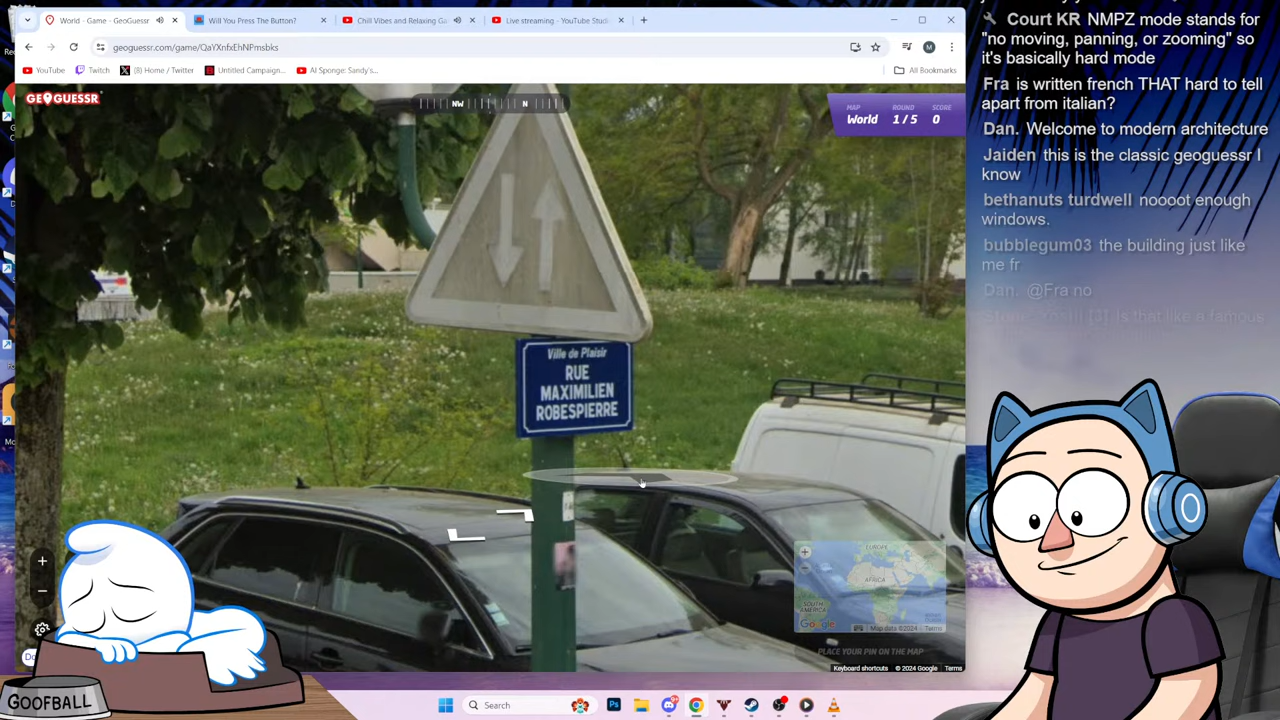 World - Game - GeoGuessr
Will You Press The Button?
Chill Vibes and Relaxing Ga
Live streaming - YouTube Studi
geoguessr.com/game/QaYXnfxEhNPmsbks
YouTube
Twitch
(8) Home / Twitter
Untitled Campaign...
AI Sponge: Sandy's...
All Bookmarks
GEOGUESSR
NW
N
MAP
World
ROUND
1 / 5
SCORE
0
Ville de Plaisir
RUE
MAXIMILIEN
ROBESPIERRE
EUROPE
AFRICA
SOUTH
AMERICA
Google
Map data ©2024
Terms
PLACE YOUR PIN ON THE MAP
Keyboard shortcuts
© 2024 Google
Terms
Court KR NMPZ mode stands for
"no moving, panning, or zooming" so
it's basically hard mode
Fra is written french THAT hard to tell
apart from italian?
Dan. Welcome to modern architecture
Jaiden this is the classic geoguessr I
know
bethanuts turdwell noooot enough
windows.
bubblegum03 the building just like
me fr
Dan. @Fra no
Is that like a famous
GOOFBALL
Search